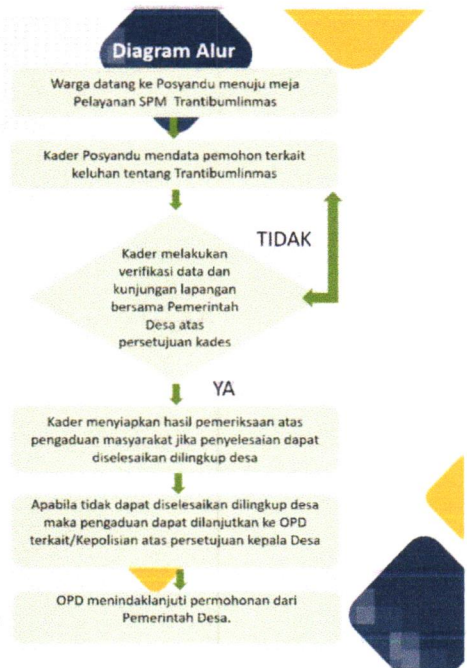 Diagram Alur
Warga datang ke Posyandu menuju meja
Pelayanan SPM Trantibumlinmas
Kader Posyandu mendata pemohon terkait
keluhan tentang Trantibumlinmas
TIDAK
Kader melakukan
verifikasi data dan
kunjungan lapangan
bersama Pemerintah
Desa atas
persetujuan kades
YA
Kader menyiapkan hasil pemeriksaan atas
pengaduan masyarakat jika penyelesaian dapat
diselesaikan dilingkup desa
Apabila tidak dapat diselesaikan dilingkup desa
maka pengaduan dapat dilanjutkan ke OPD
terkait/Kepolisian atas persetujuan kepala Desa
OPD menindaklanjuti permohonan dari
Pemerintah Desa.